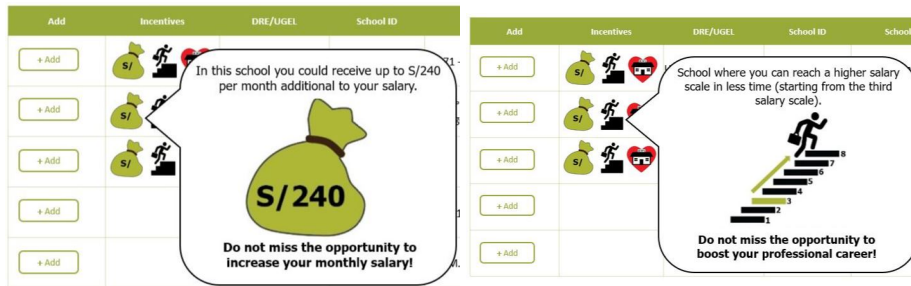 Add Incentives DRE/UGEL School ID
+ Add S/
71 -
In this school you could receive up to S/240
per month additional to your salary.
+ Add S/
+ Add S/
S/240
+ Add
+ Add
Do not miss the opportunity to
increase your monthly salary!
Add Incentives DRE/UGEL School ID School
+ Add S/
School where you can reach a higher salary
scale in less time (starting from the third
salary scale).
+ Add S/
+ Add S/
8
7
6
5
4
3
2
1
+ Add
+ Add
Do not miss the opportunity to
boost your professional career!